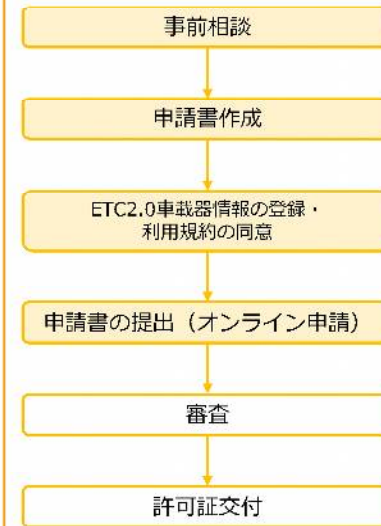 事前相談
申請書作成
ETC2.0車載器情報の登録・
利用規約の同意
申請書の提出（オンライン申請）
審査
許可証交付